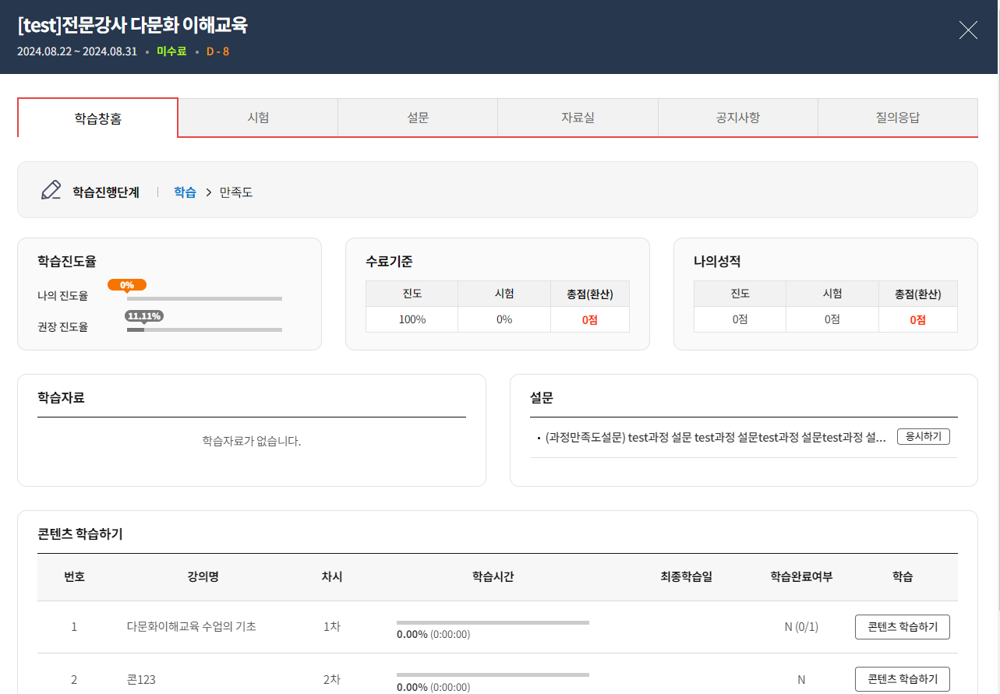 [test]전문강사 다문화 이해교육
2024.08.22 ~ 2024.08.31 • 미수료 • D - 8
학습창홈 시험 설문 자료실 공지사항 질의응답
학습진행단계 | 학습 > 만족도
학습진도율
나의 진도율 0%
권장 진도율 11.11%
수료기준
진도 시험 총점(환산)
100% 0% 0점
나의성적
진도 시험 총점(환산)
0점 0점 0점
학습자료
학습자료가 없습니다.
설문
• (과정만족도설문) test과정 설문 test과정 설문test과정 설문test과정 설... 응시하기
콘텐츠 학습하기
번호 강의명 차시 학습시간 최종학습일 학습완료여부 학습
1 다문화이해교육 수업의 기초 1차 0.00% (0:00:00) N (0/1) 콘텐츠 학습하기
2 콘123 2차 0.00% (0:00:00) N 콘텐츠 학습하기